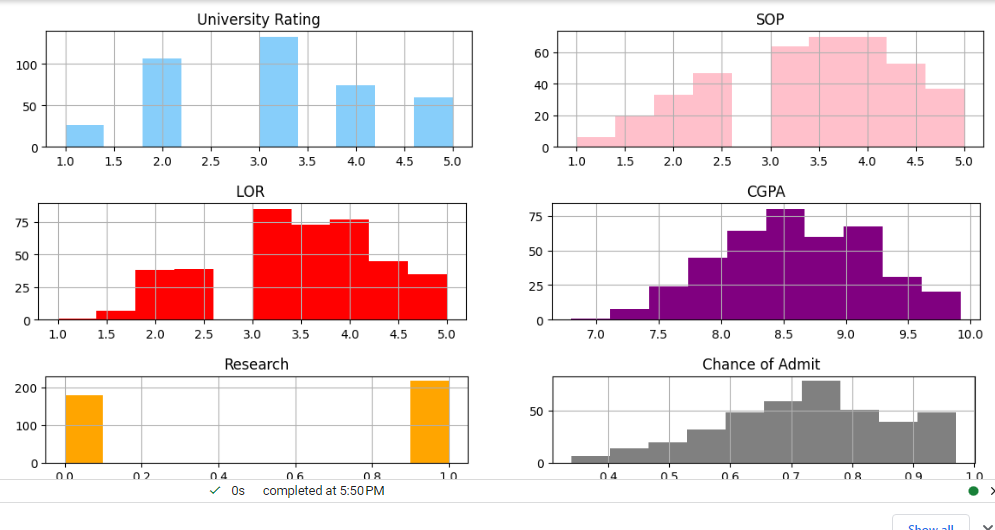 University Rating
100
50
0
1.0 1.5 2.0 2.5 3.0 3.5 4.0 4.5 5.0
SOP
60
40
20
0
1.0 1.5 2.0 2.5 3.0 3.5 4.0 4.5 5.0
LOR
75
50
25
0
1.0 1.5 2.0 2.5 3.0 3.5 4.0 4.5 5.0
CGPA
75
50
25
0
7.0 7.5 8.0 8.5 9.0 9.5 10.0
Research
200
100
0
0.0 0.2 0.4 0.6 0.8 1.0
Chance of Admit
50
0
0.4 0.5 0.6 0.7 0.8 0.9 1.0
0s completed at 5:50 PM
Show all